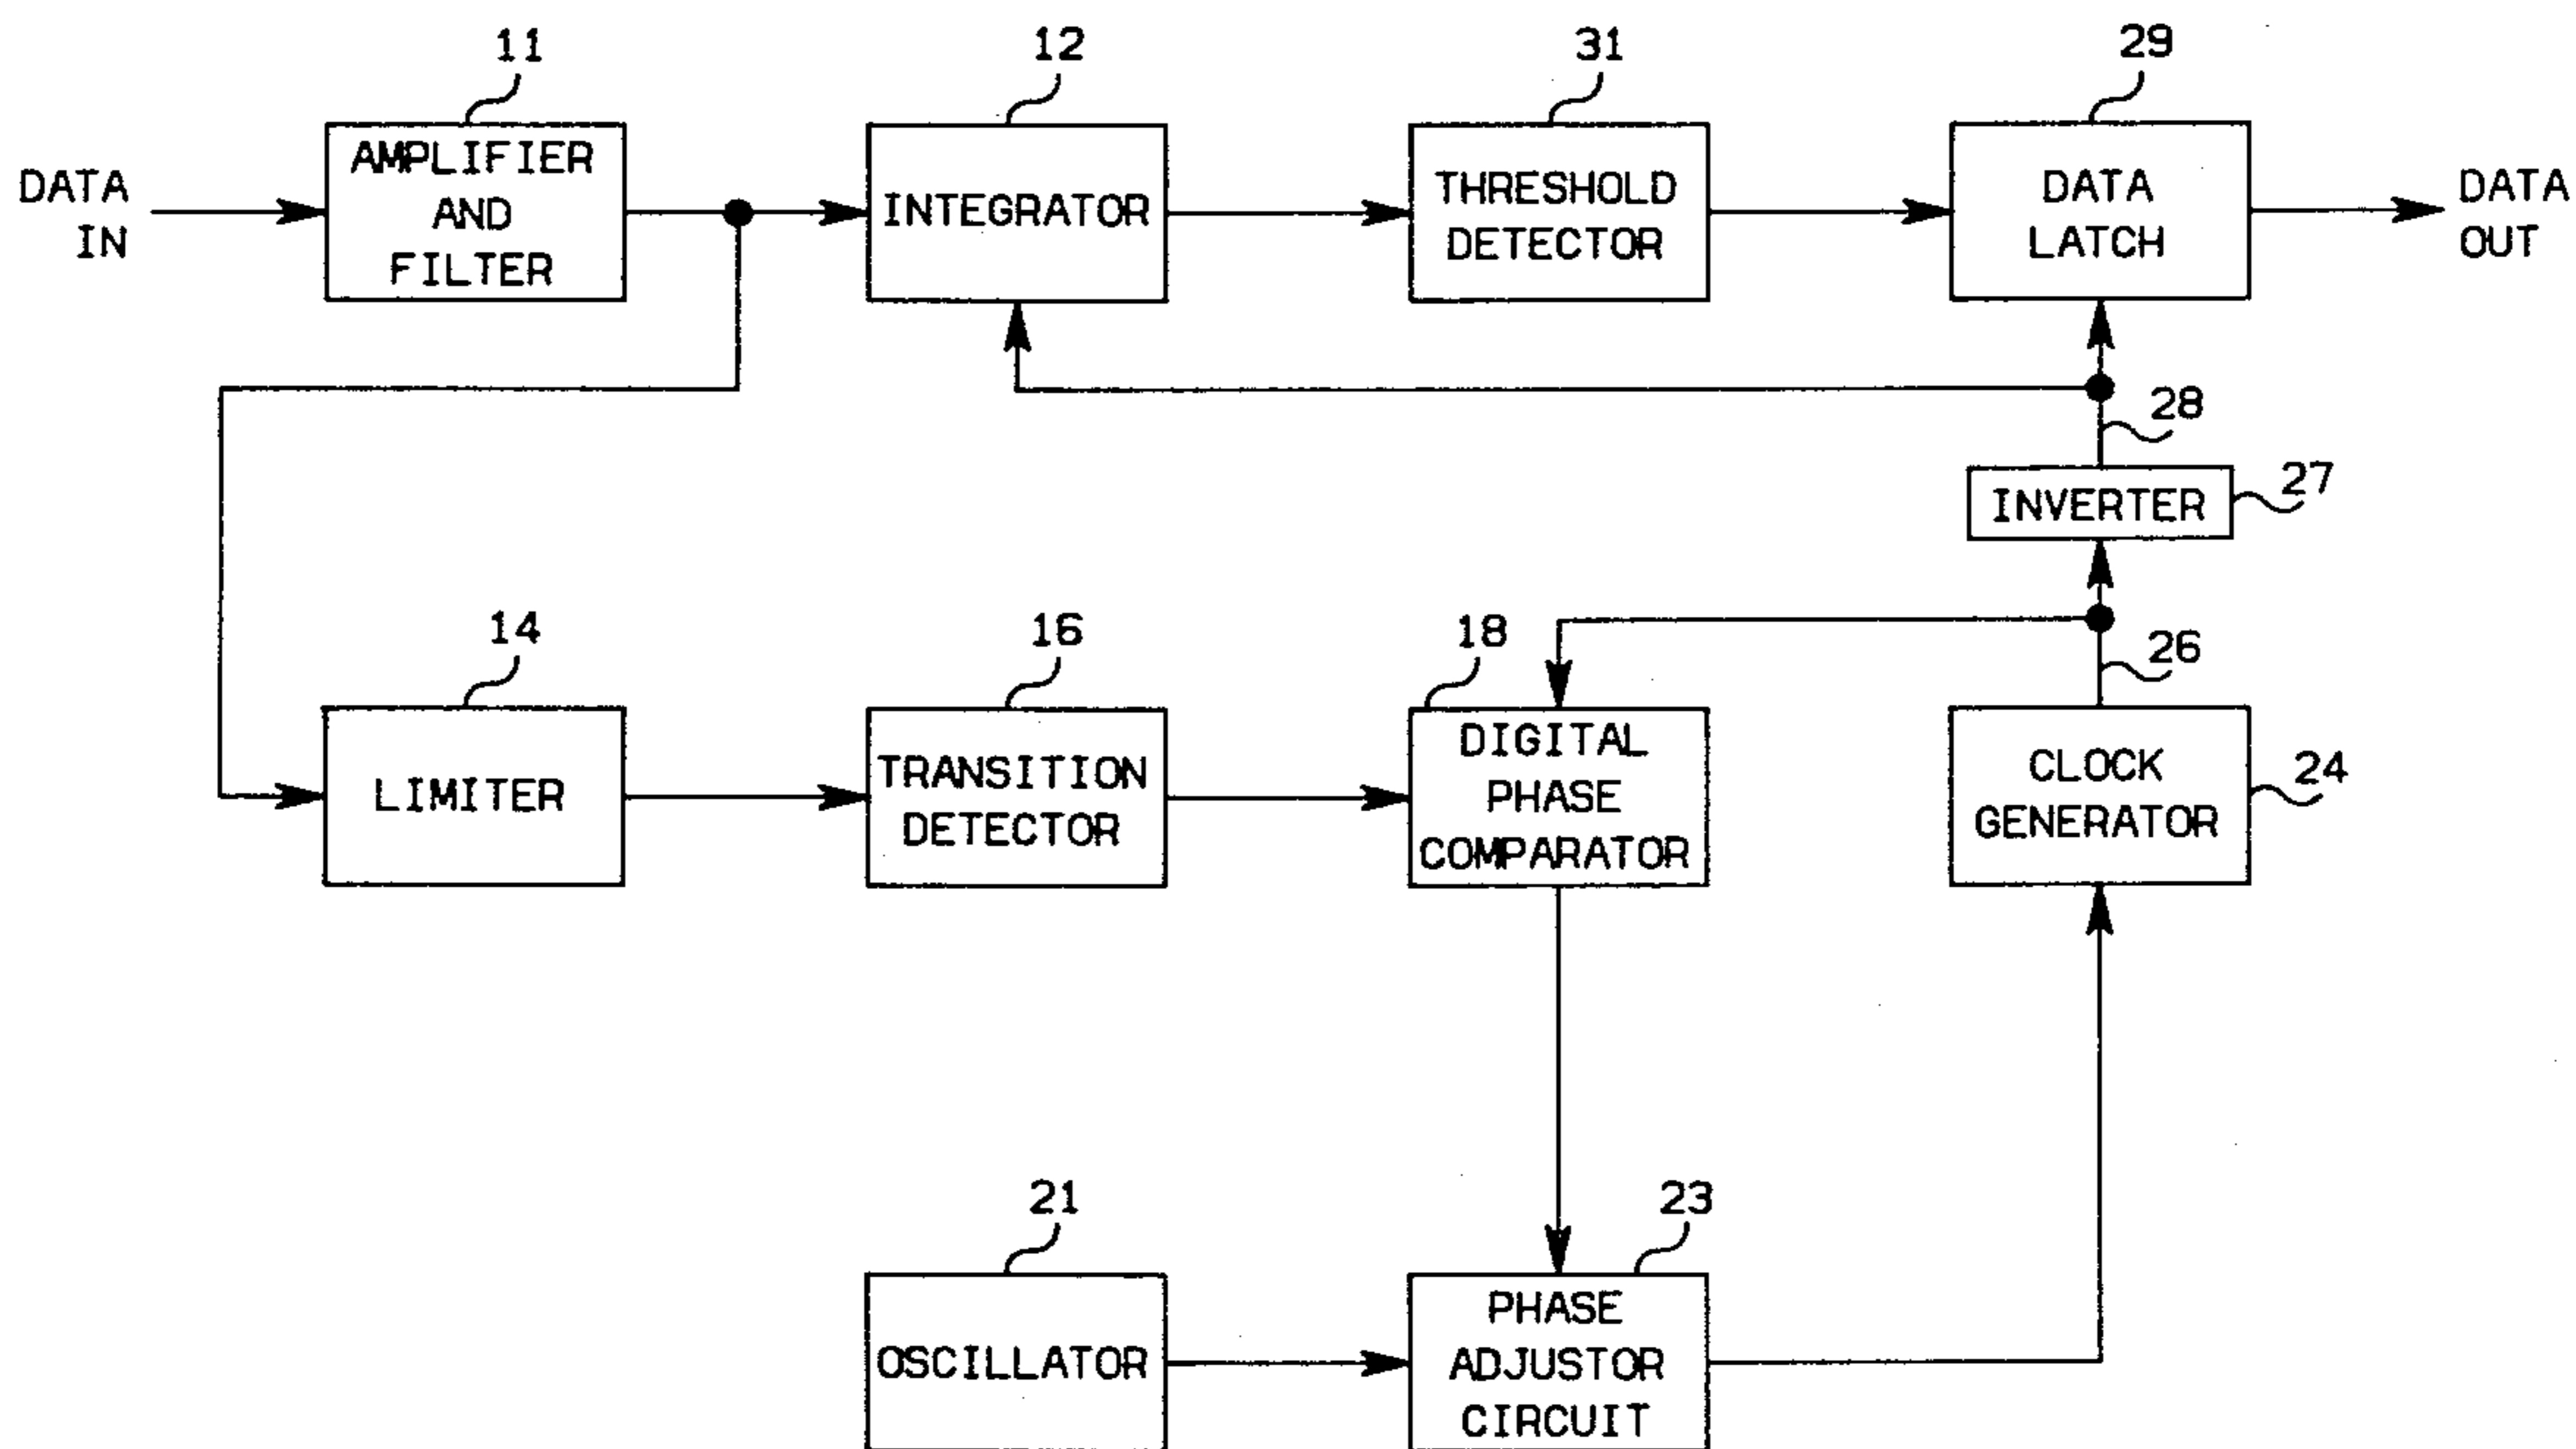 11
12
31
29
DATA
IN
AMPLIFIER
AND
FILTER
INTEGRATOR
THRESHOLD
DETECTOR
DATA
LATCH
DATA
OUT
28
INVERTER
27
14
16
18
26
LIMITER
TRANSITION
DETECTOR
DIGITAL
PHASE
COMPARATOR
CLOCK
GENERATOR
24
21
23
OSCILLATOR
PHASE
ADJUSTOR
CIRCUIT